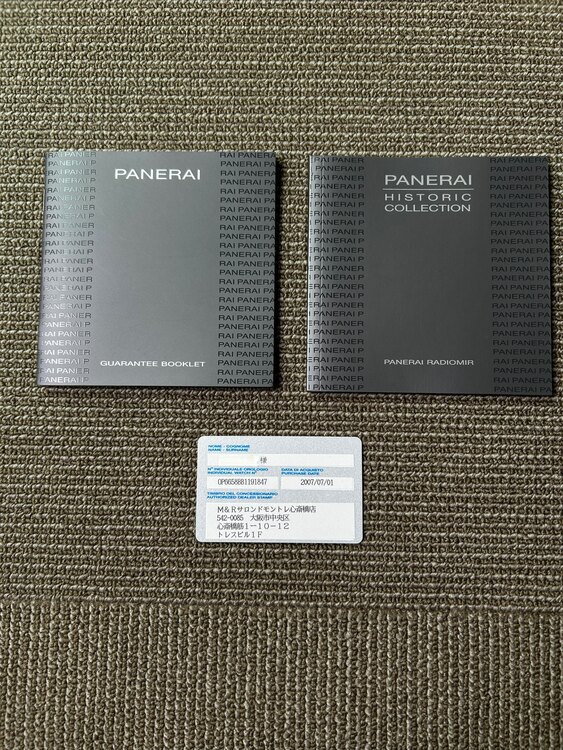 PANERAI
GUARANTEE BOOKLET
PANERAI
HISTORIC
COLLECTION
PANERAI RADIOMIR
NOME - COGNOME
NAME - SURNAME
様
N° INDIVIDUALE OROLOGIO
INDIVIDUAL WATCH N°
OP6658BB1191847
DATA DI ACQUISTO
PURCHASE DATE
2007/07/01
TIMBRO DEL CONCESSIONARIO
AUTHORIZED DEALER STAMP
M&Rサロンドモントレ心斎橋店
542-0085 大阪市中央区
心斎橋筋1-10-12
トレスビル1F